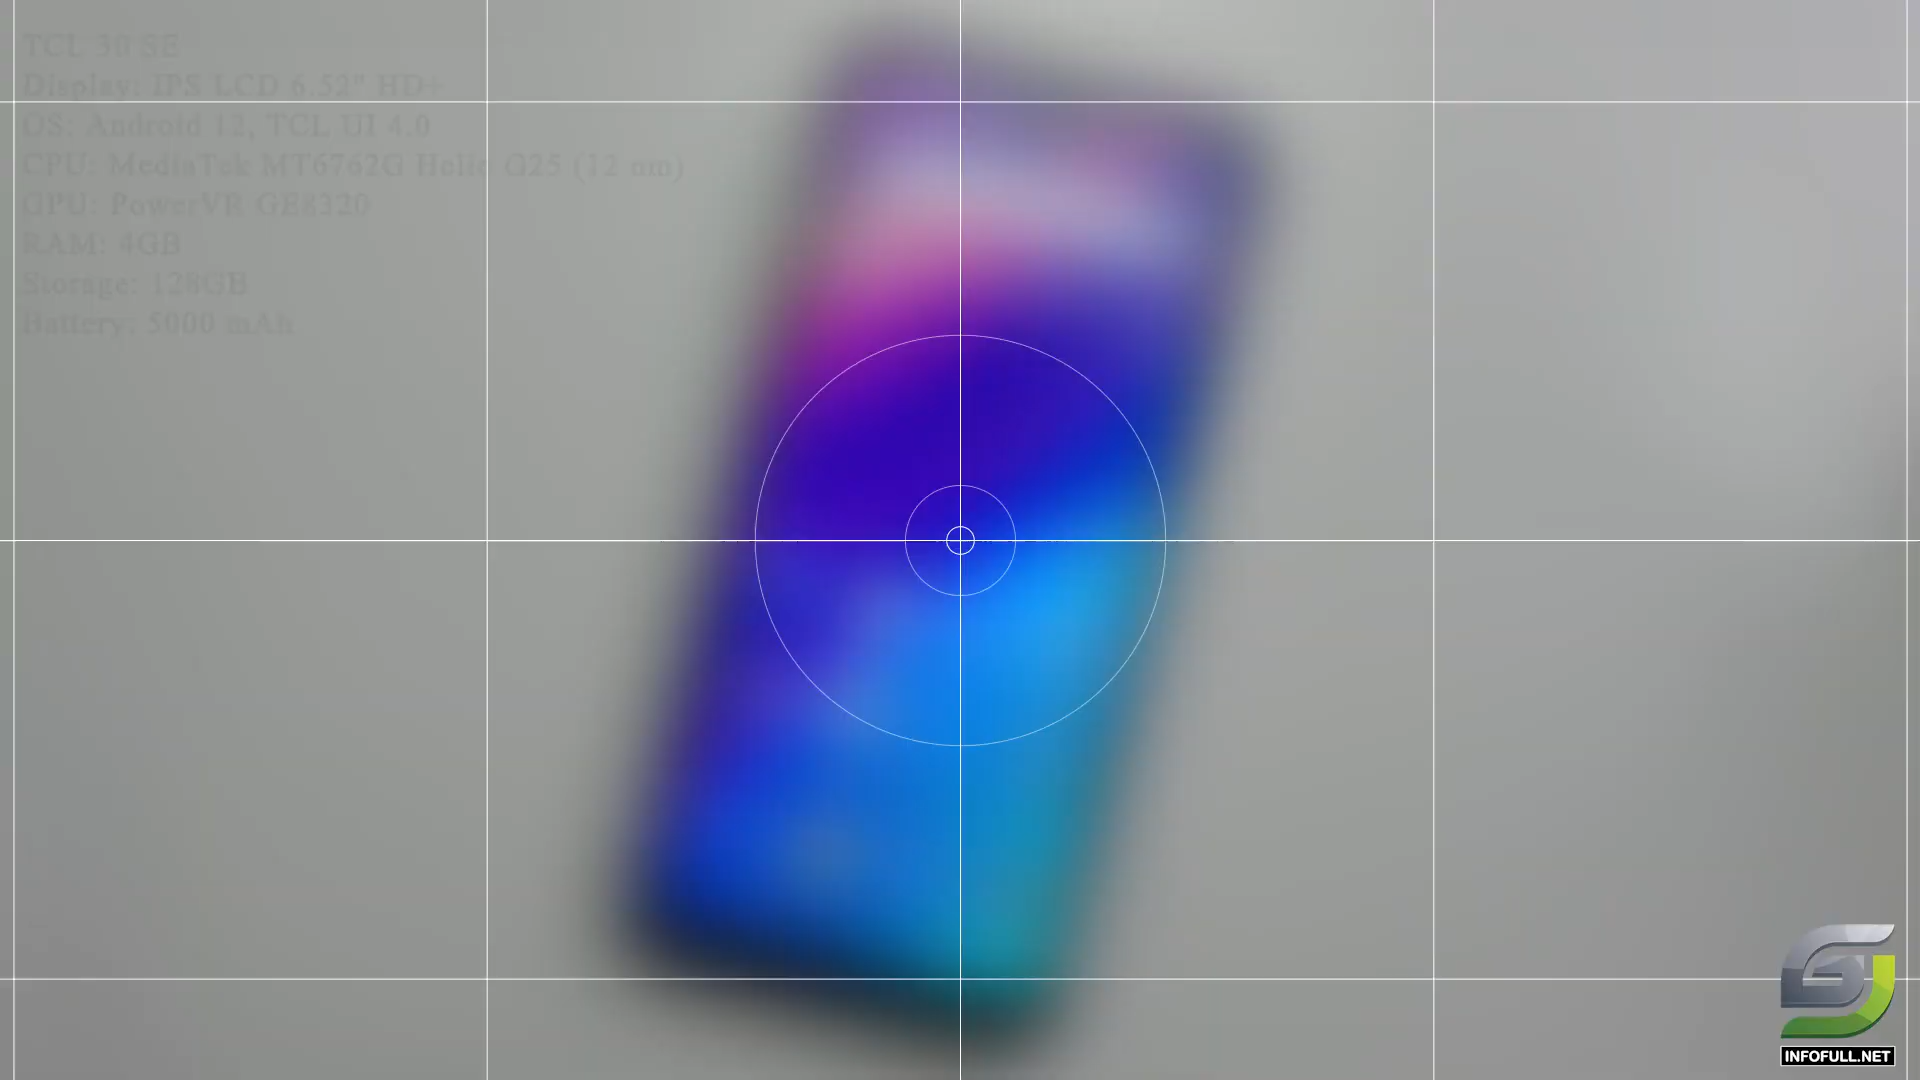 TCL 30 SE
Display: IPS LCD 6.52" HD+
OS: Android 12, TCL UI 4.0
CPU: MediaTek MT6762G Helio G25 (12 nm)
GPU: PowerVR GE8320
RAM: 4GB
Storage: 128GB
Battery: 5000 mAh
INFOFULL.NET